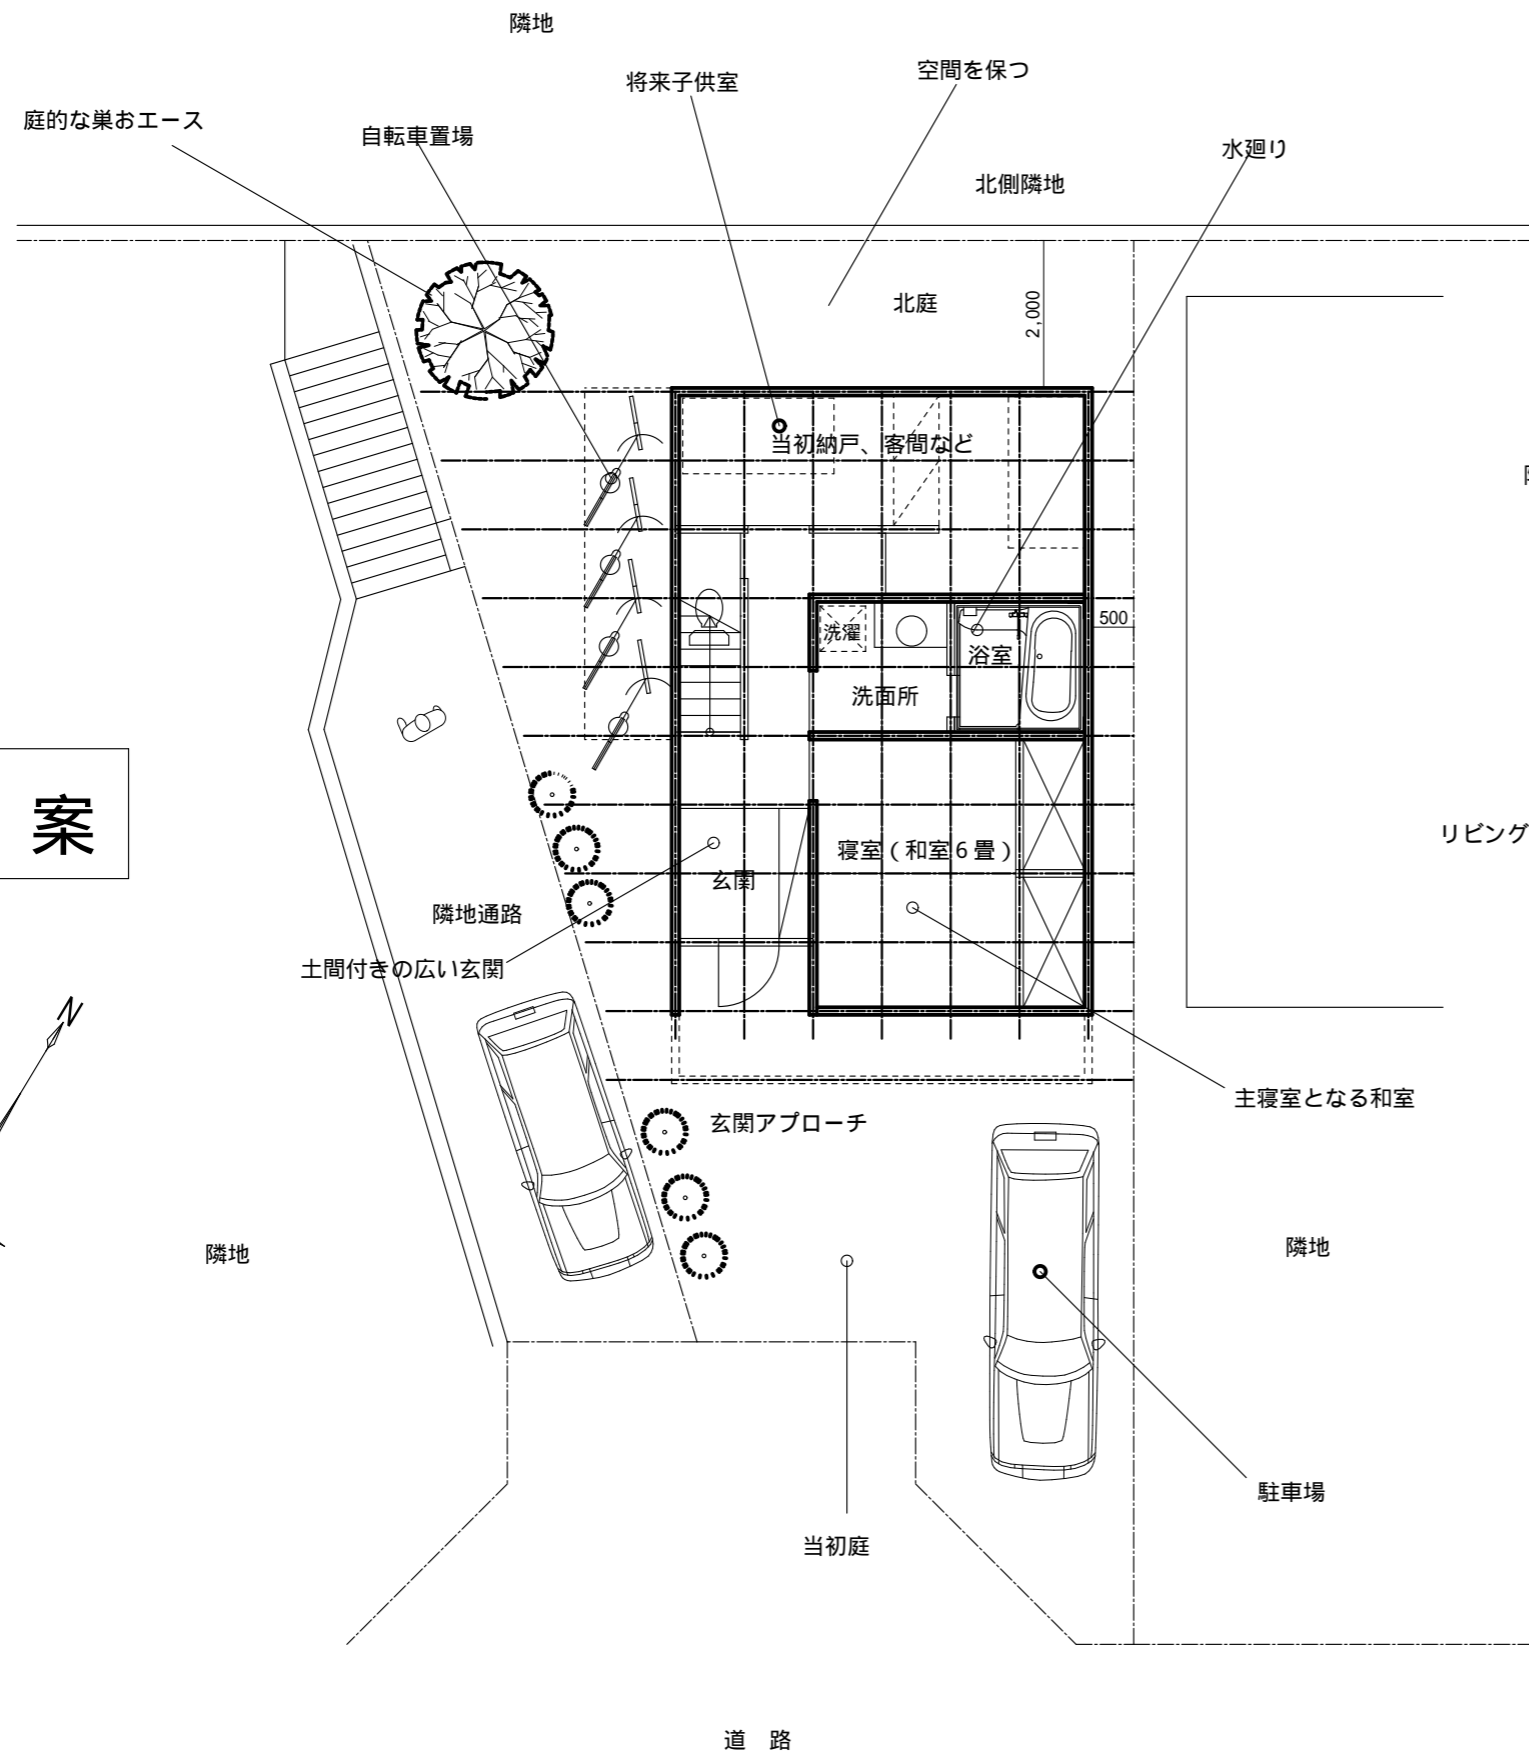 隣地
空間を保つ
将来子供室
庭的な巣おエース
自転車置場
水廻り
北側隣地
北庭
2,000
当初納戸、客間など
500
洗濯
浴室
洗面所
案
リビング
寝室（和室６畳）
玄関
隣地通路
土間付きの広い玄関
N
主寝室となる和室
玄関アプローチ
隣地
隣地
駐車場
当初庭
道 路